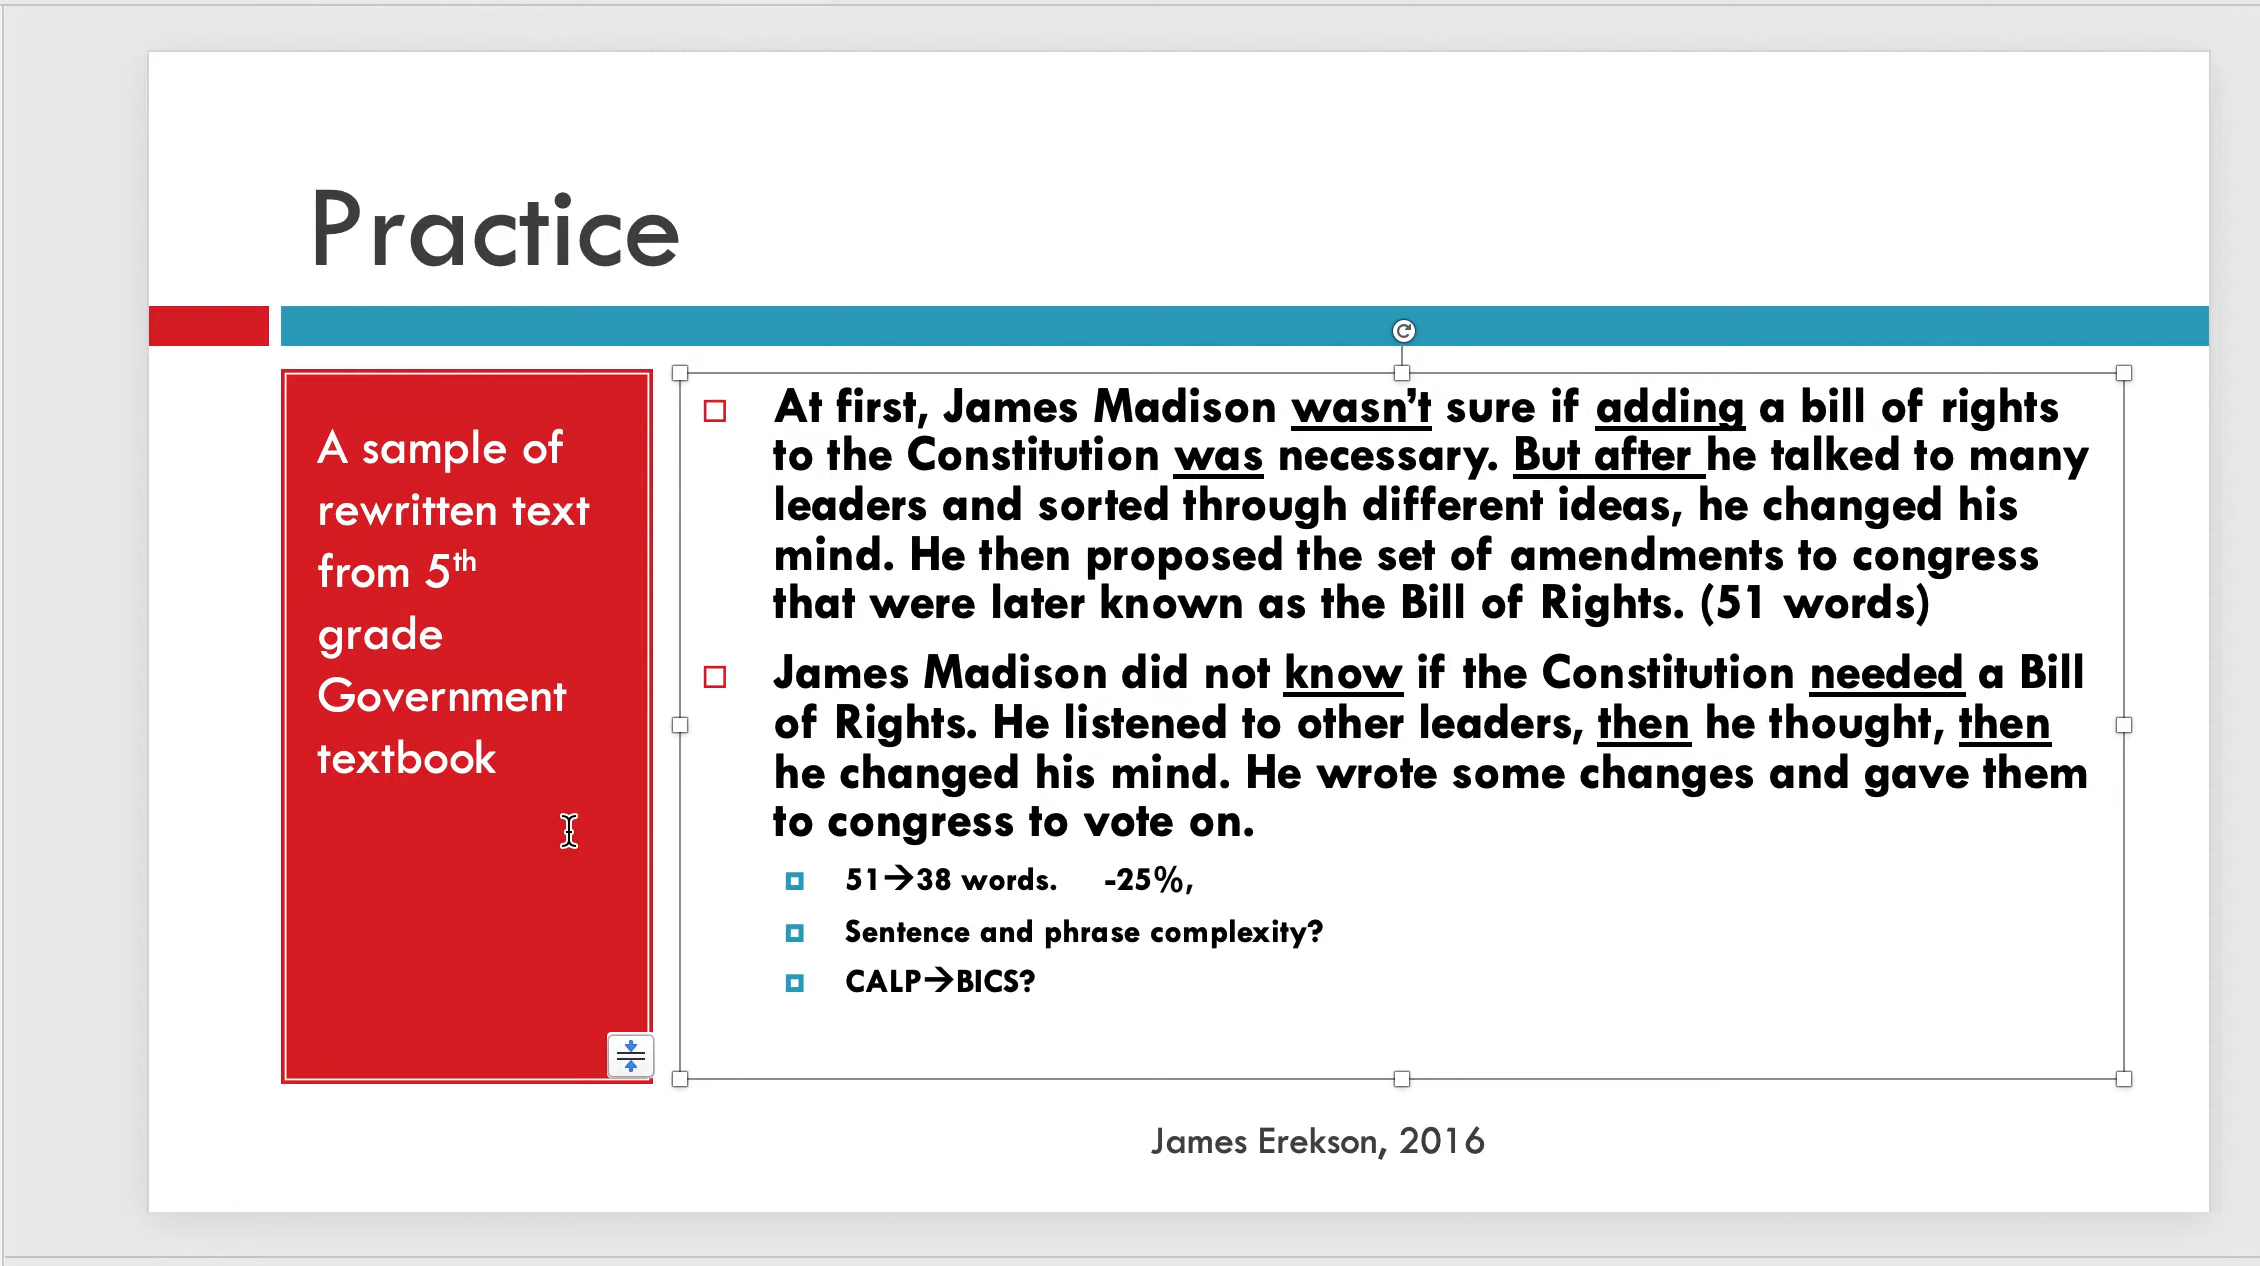 Practice
A sample of
rewritten text
from 5th
grade
Government
textbook
At first, James Madison wasn’t sure if adding a bill of rights
to the Constitution was necessary. But after he talked to many
leaders and sorted through different ideas, he changed his
mind. He then proposed the set of amendments to congress
that were later known as the Bill of Rights. (51 words)
James Madison did not know if the Constitution needed a Bill
of Rights. He listened to other leaders, then he thought, then
he changed his mind. He wrote some changes and gave them
to congress to vote on.
51→38 words. -25%,
Sentence and phrase complexity?
CALP→BICS?
James Erekson, 2016